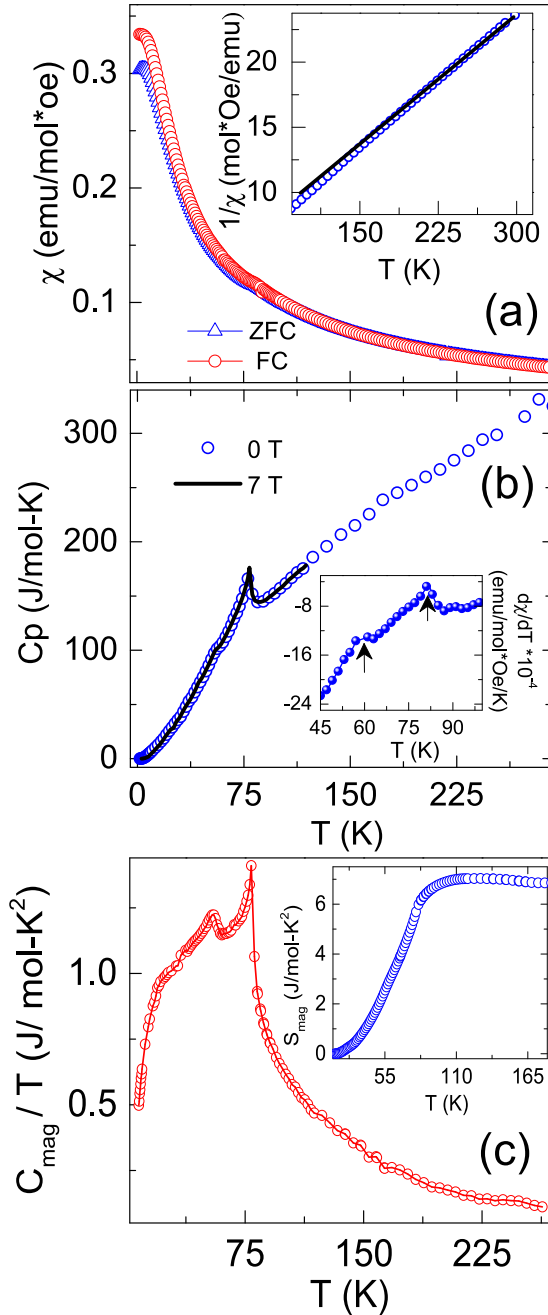 0.3
0.2
0.1
χ (emu/mol*oe)
20
15
10
1/χ (mol*Oe/emu)
150 225 300
T (K)
ZFC
FC
(a)
300
200
100
0
Cp (J/mol-K)
0 T
7 T
(b)
-8
-16
-24
dχ/dT *10⁻⁴
(emu/mol*Oe/K)
45 60 75 90
T (K)
0 75 150 225
T (K)
1.0
0.5
C_mag / T (J/ mol-K²)
6
4
2
0
S_mag (J/mol-K²)
55 110 165
T (K)
(c)
75 150 225
T (K)